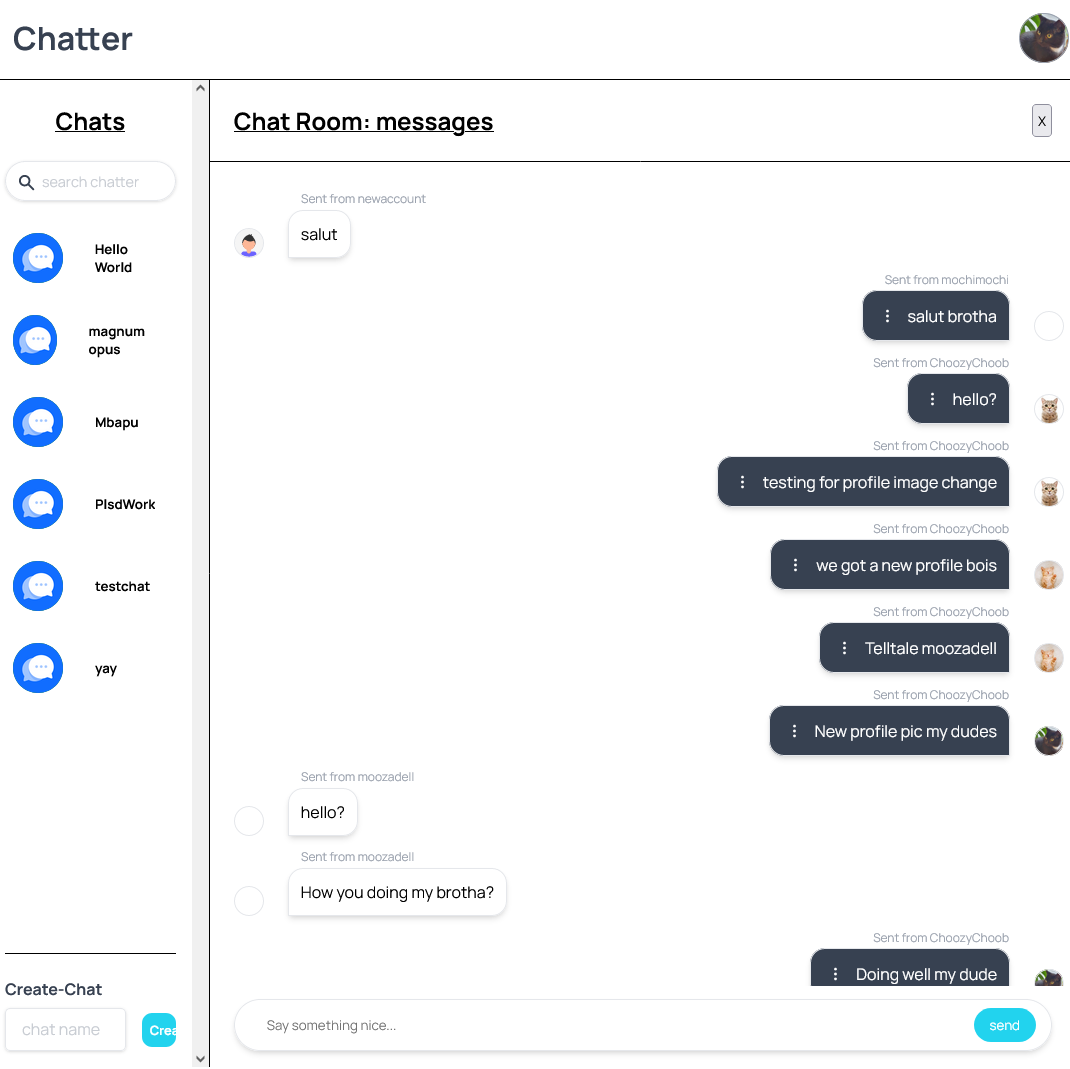 Chatter
Chats
search chatter
Hello
World
magnum
opus
Mbapu
PlsdWork
testchat
yay
Create-Chat
chat name
Crea
Chat Room: messages
X
Sent from newaccount
salut
Sent from mochimochi
salut brotha
Sent from ChoozyChoob
hello?
Sent from ChoozyChoob
testing for profile image change
Sent from ChoozyChoob
we got a new profile bois
Sent from ChoozyChoob
Telltale moozadell
Sent from ChoozyChoob
New profile pic my dudes
Sent from moozadell
hello?
Sent from moozadell
How you doing my brotha?
Sent from ChoozyChoob
Doing well my dude
Say something nice...
send